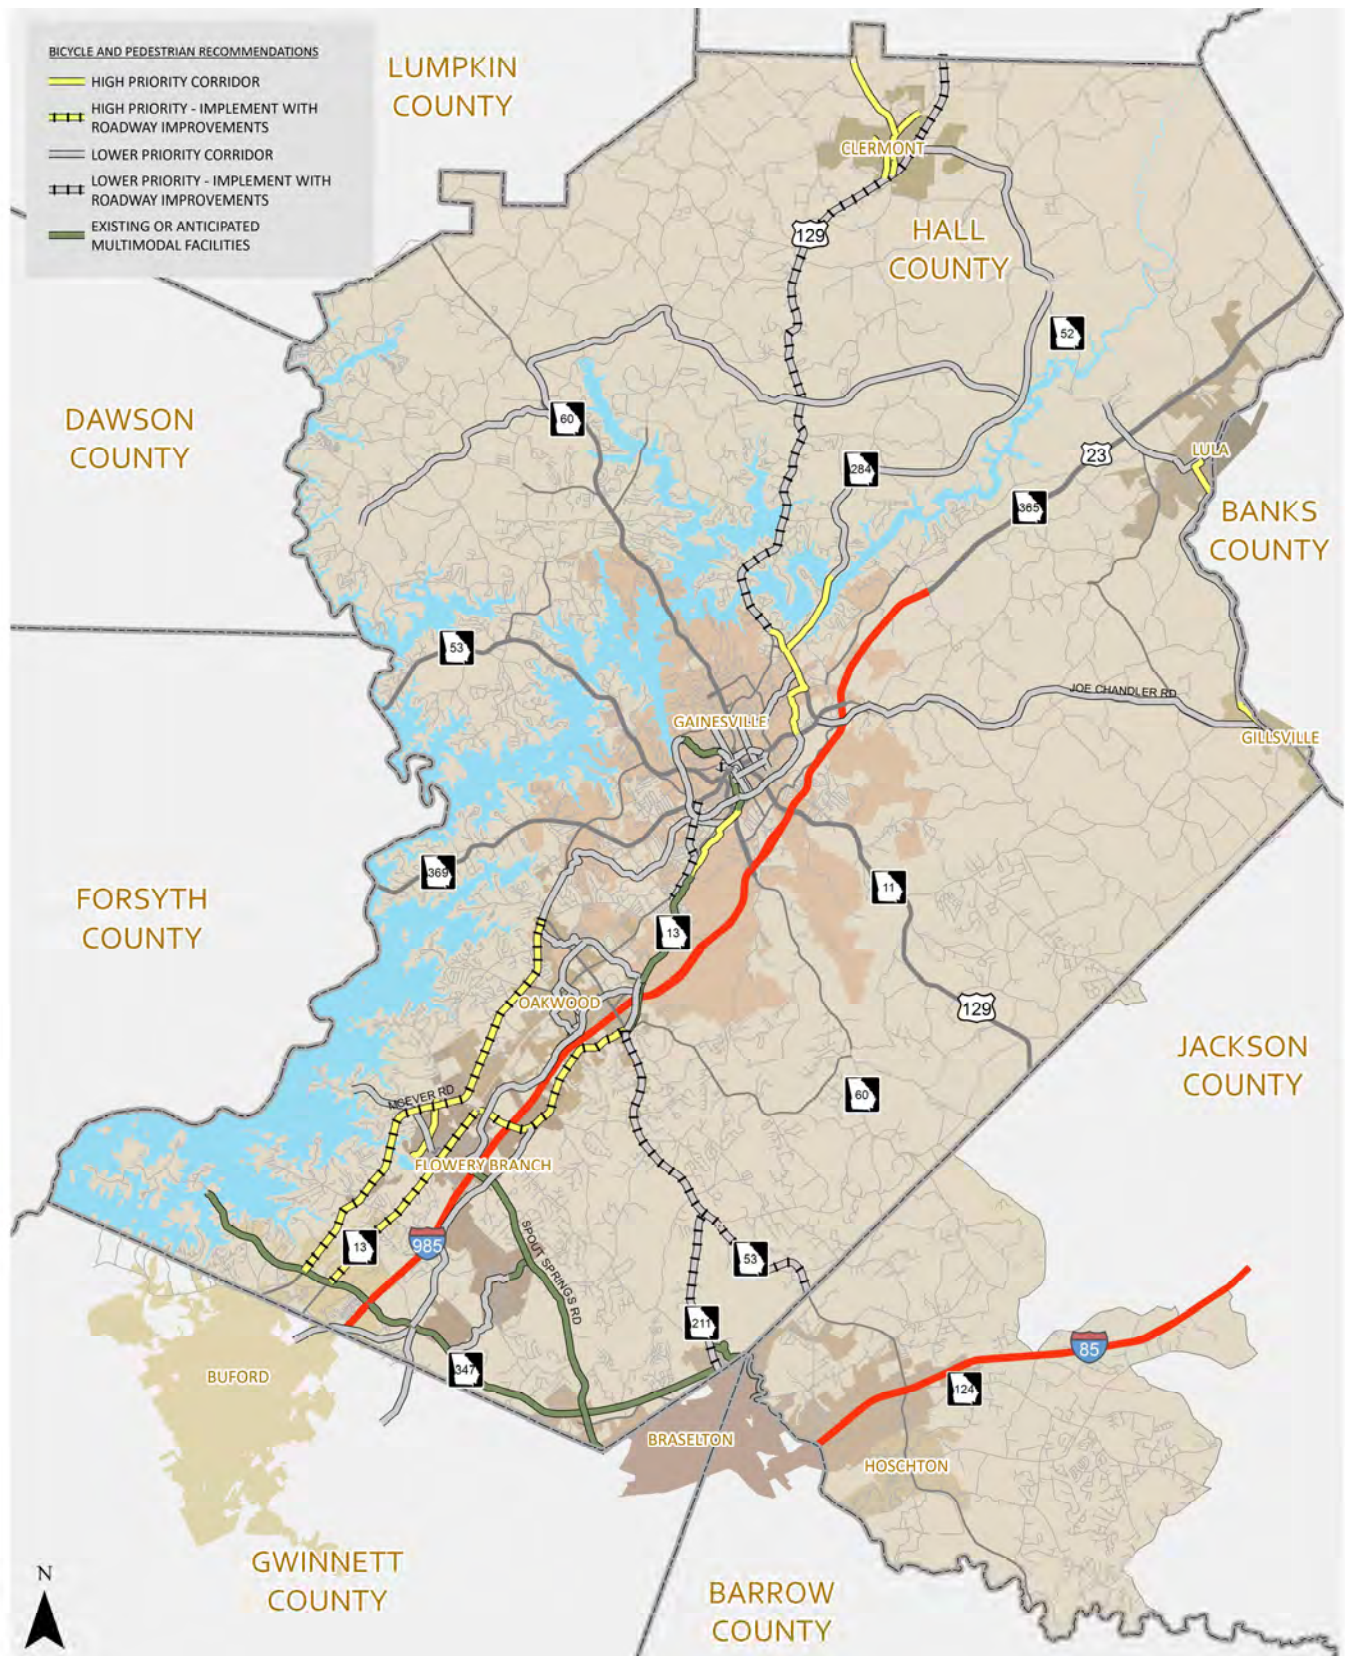 BICYCLE AND PEDESTRIAN RECOMMENDATIONS
HIGH PRIORITY CORRIDOR
HIGH PRIORITY - IMPLEMENT WITH
ROADWAY IMPROVEMENTS
LOWER PRIORITY CORRIDOR
LOWER PRIORITY - IMPLEMENT WITH
ROADWAY IMPROVEMENTS
EXISTING OR ANTICIPATED
MULTIMODAL FACILITIES
LUMPKIN
COUNTY
CLERMONT
129
HALL
COUNTY
52
DAWSON
COUNTY
60
284
23
LULA
365
BANKS
COUNTY
53
JOE CHANDLER RD
GAINESVILLE
GILLSVILLE
369
11
FORSYTH
COUNTY
13
OAKWOOD
129
JACKSON
COUNTY
60
MCEVER RD
FLOWERY BRANCH
SPOUT SPRINGS RD
13
985
53
211
85
347
124
BUFORD
BRASELTON
HOSCHTON
GWINNETT
COUNTY
BARROW
COUNTY
N